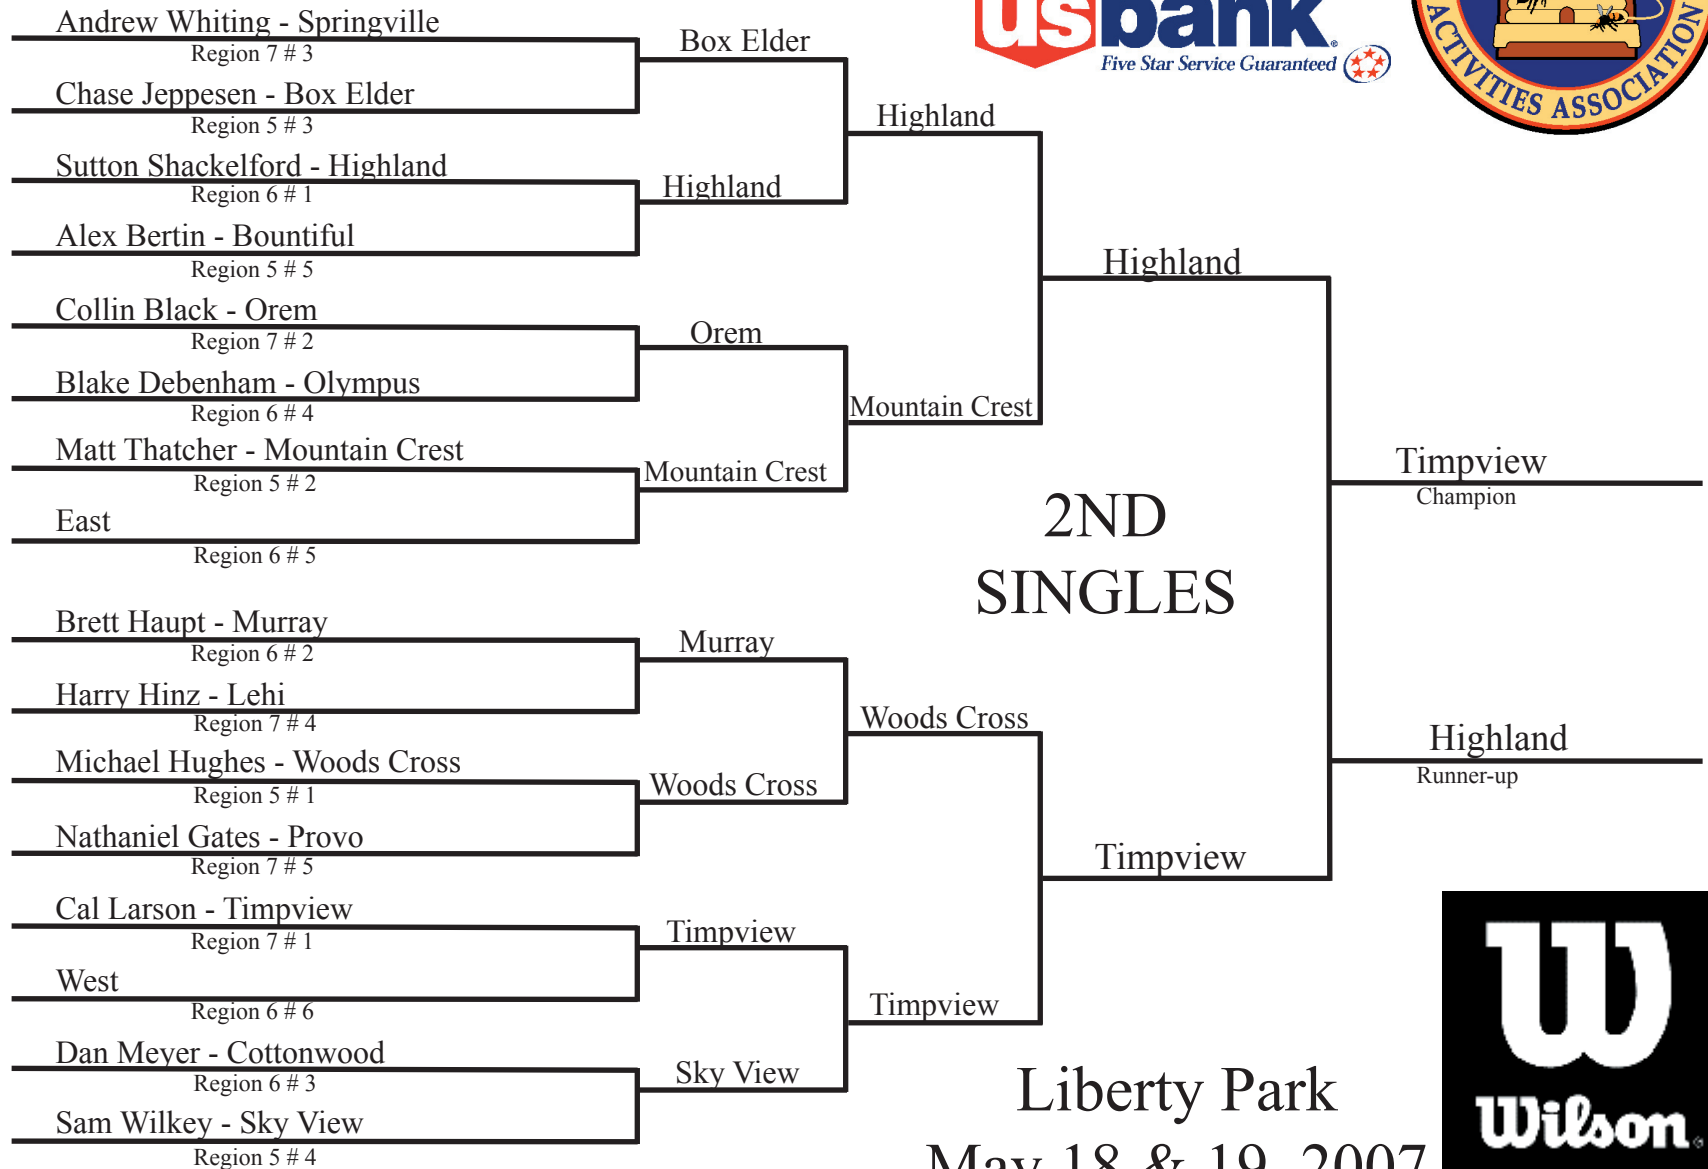 Andrew Whiting - Springville
Region 7 # 3
Chase Jeppesen - Box Elder
Region 5 # 3
Sutton Shackelford - Highland
Region 6 # 1
Alex Bertin - Bountiful
Region 5 # 5
Collin Black - Orem
Region 7 # 2
Blake Debenham - Olympus
Region 6 # 4
Matt Thatcher - Mountain Crest
Region 5 # 2
East
Region 6 # 5
Brett Haupt - Murray
Region 6 # 2
Harry Hinz - Lehi
Region 7 # 4
Michael Hughes - Woods Cross
Region 5 # 1
Nathaniel Gates - Provo
Region 7 # 5
Cal Larson - Timpview
Region 7 # 1
West
Region 6 # 6
Dan Meyer - Cottonwood
Region 6 # 3
Sam Wilkey - Sky View
Region 5 # 4
Box Elder
Highland
Orem
Mountain Crest
Murray
Woods Cross
Timpview
Sky View
Highland
Mountain Crest
Woods Cross
Timpview
Highland
Timpview
Timpview
Champion
Highland
Runner-up
usbank.
Five Star Service Guaranteed
ACTIVITIES ASSOCIATION
2ND
SINGLES
Liberty Park
May 18 & 19, 2007
W
Wilson